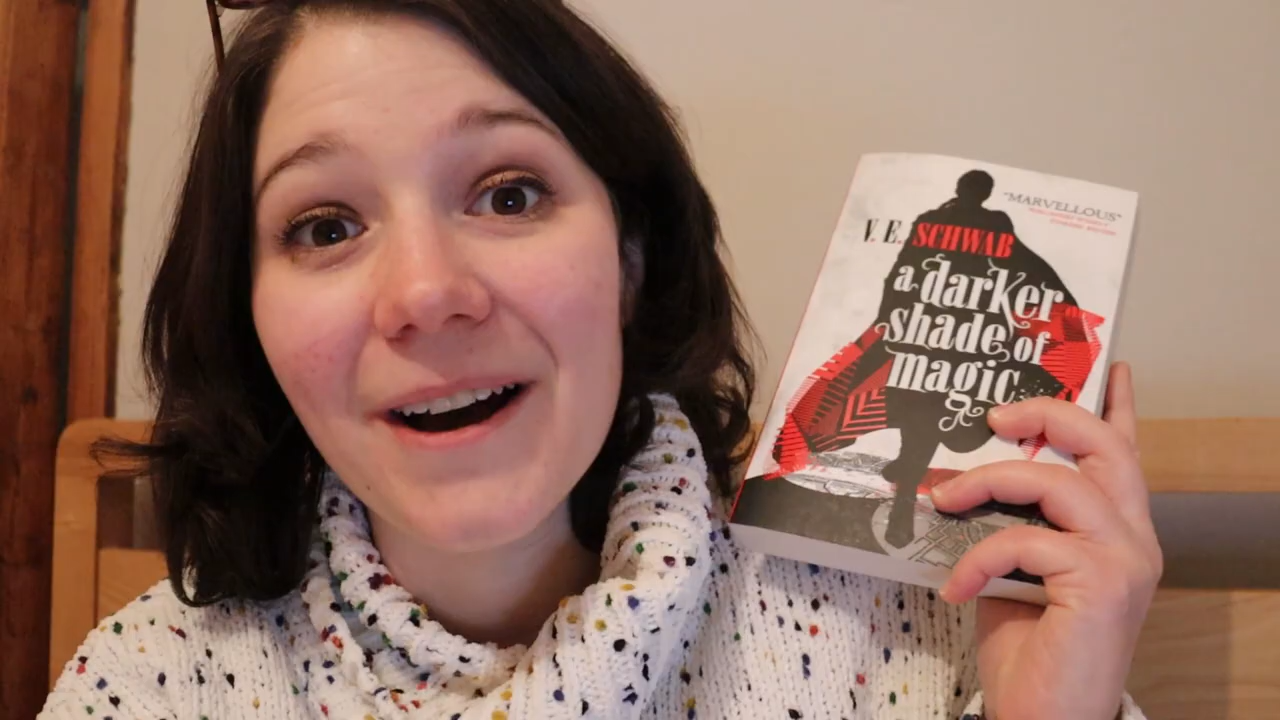 "MARVELLOUS"
V. E. SCHWAB
a darker
shade of
magic